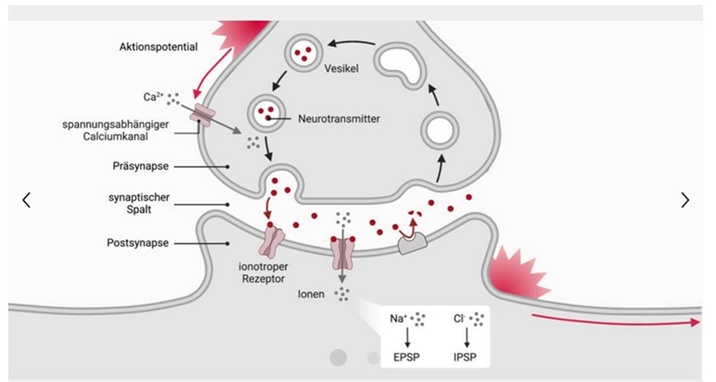 Aktionspotential
Vesikel
Ca²⁺
Neurotransmitter
spannungsabhängiger
Calciumkanal
Präsynapse
synaptischer
Spalt
Postsynapse
ionotroper
Rezeptor
Ionen
Na⁺
Cl⁻
EPSP
IPSP